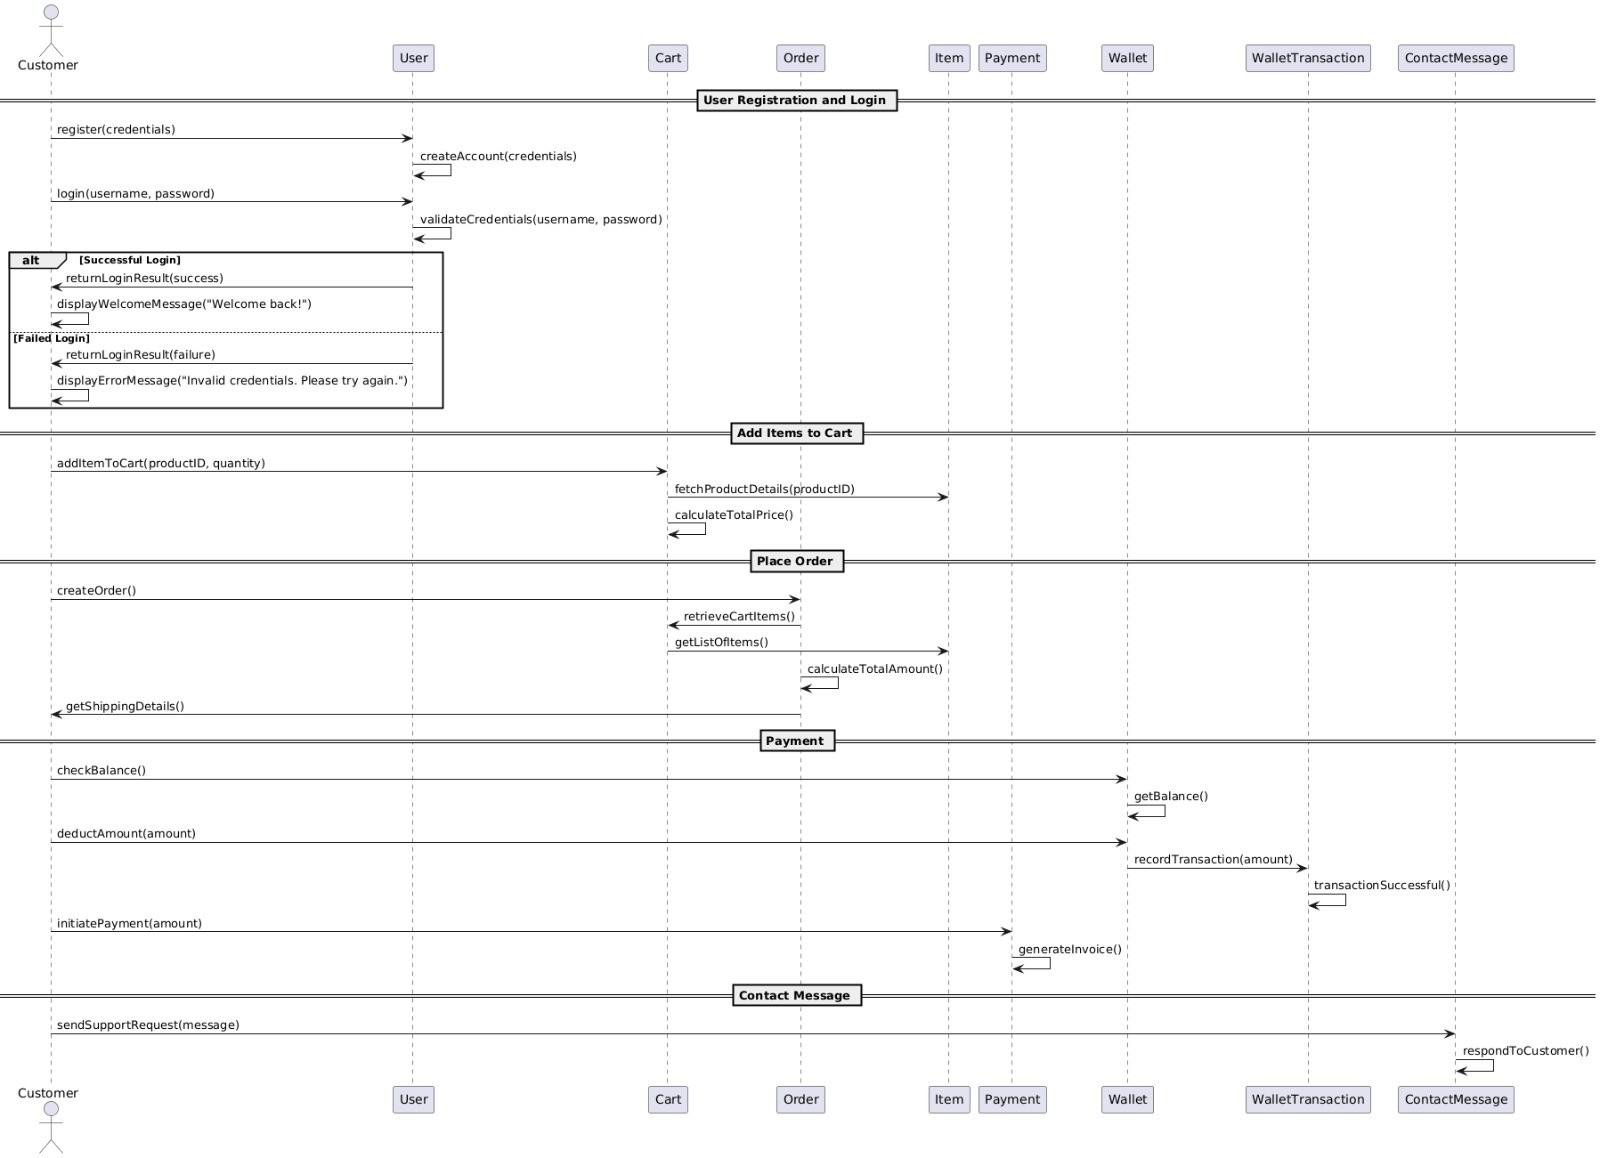 Customer
User
Cart
Order
Item
Payment
Wallet
WalletTransaction
ContactMessage
User Registration and Login
register(credentials)
createAccount(credentials)
login(username, password)
validateCredentials(username, password)
alt [Successful Login]
returnLoginResult(success)
displayWelcomeMessage("Welcome back!")
[Failed Login]
returnLoginResult(failure)
displayErrorMessage("Invalid credentials. Please try again.")
Add Items to Cart
addItemToCart(productID, quantity)
fetchProductDetails(productID)
calculateTotalPrice()
Place Order
createOrder()
retrieveCartItems()
getListOfItems()
calculateTotalAmount()
getShippingDetails()
Payment
checkBalance()
getBalance()
deductAmount(amount)
recordTransaction(amount)
transactionSuccessful()
initiatePayment(amount)
generateInvoice()
Contact Message
sendSupportRequest(message)
respondToCustomer()
Customer
User
Cart
Order
Item
Payment
Wallet
WalletTransaction
ContactMessage